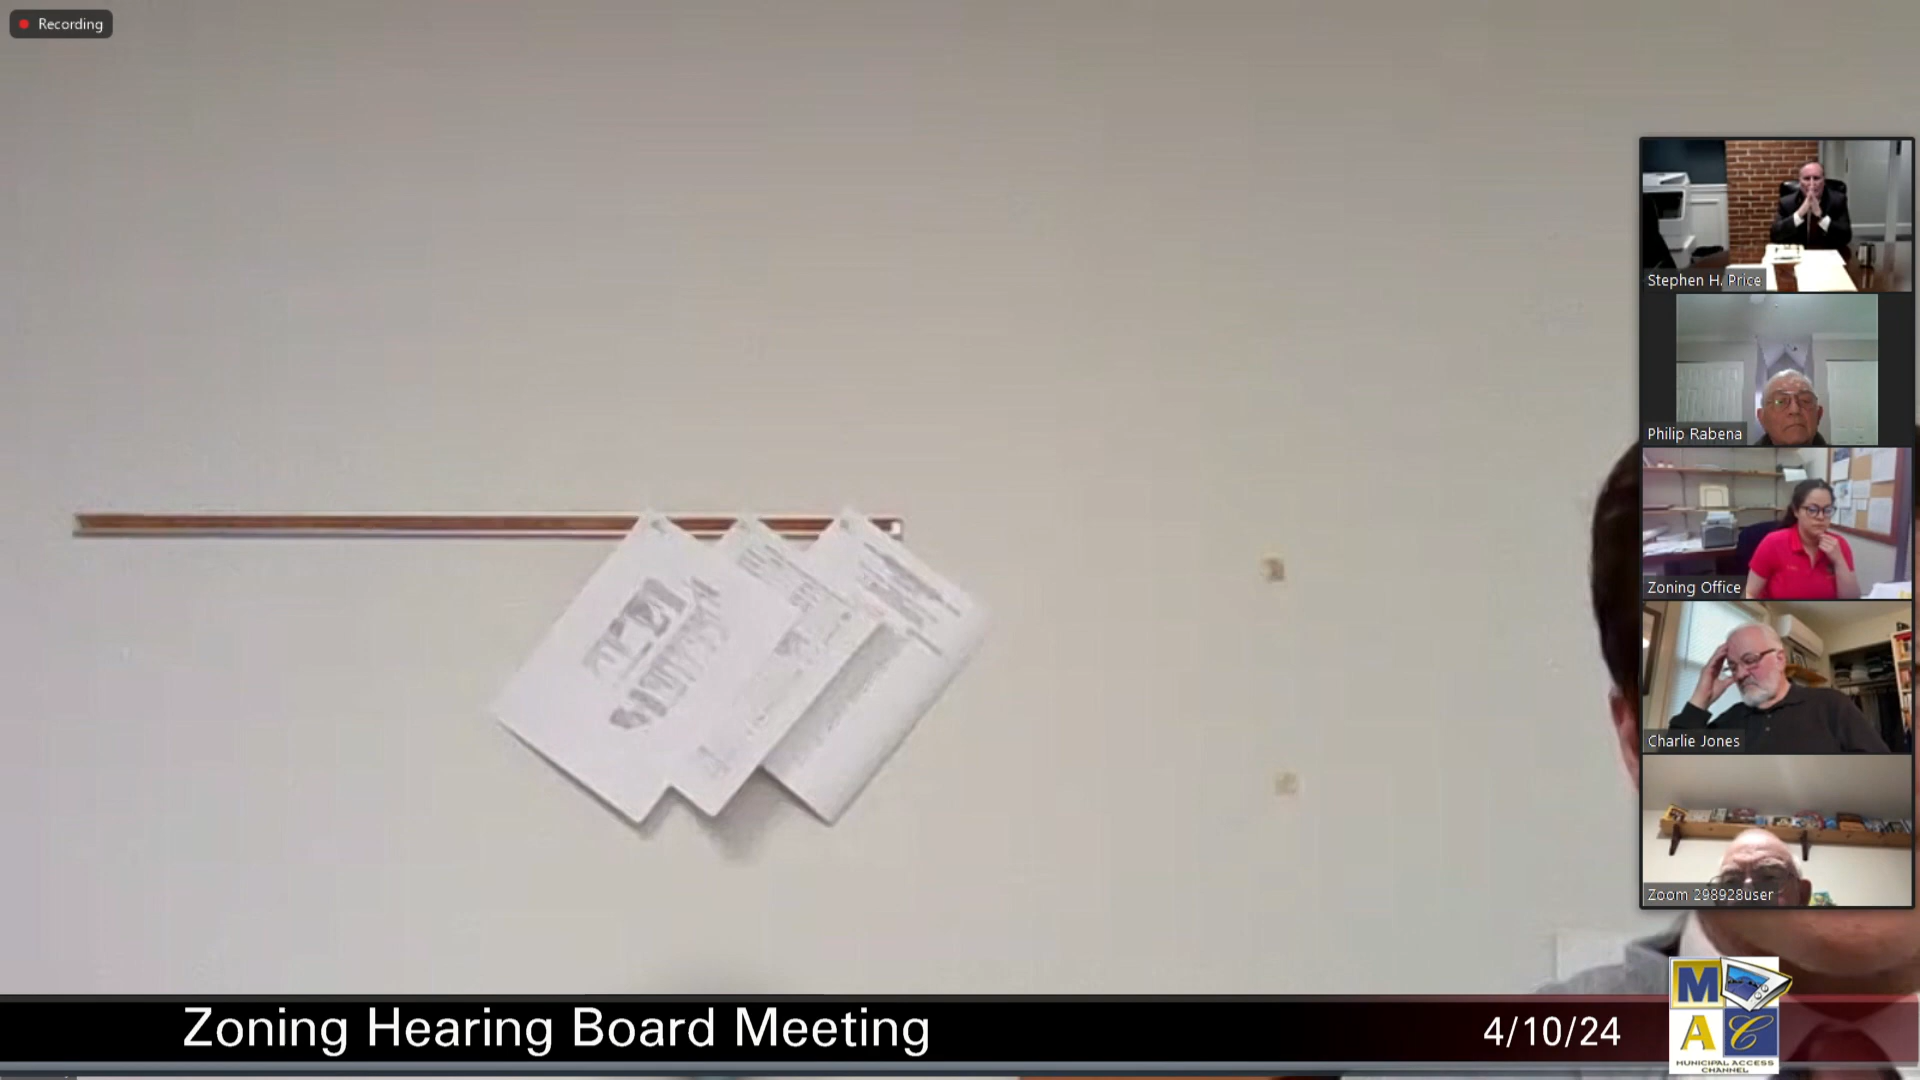 Recording
Stephen H. Price
Philip Rabena
Zoning Office
Charlie Jones
Zoom 298928user
Zoning Hearing Board Meeting
4/10/24
M
A C
MUNICIPAL ACCESS
CHANNEL